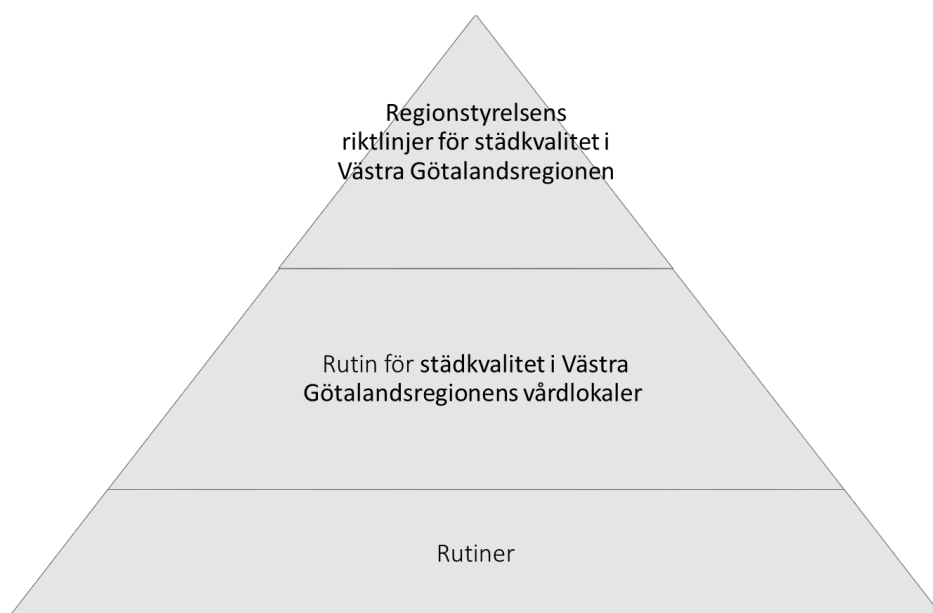 Regionstyrelsens
riktlinjer för städkvalitet i
Västra Götalandsregionen
Rutin för städkvalitet i Västra
Götalandsregionens vårdlokaler
Rutiner